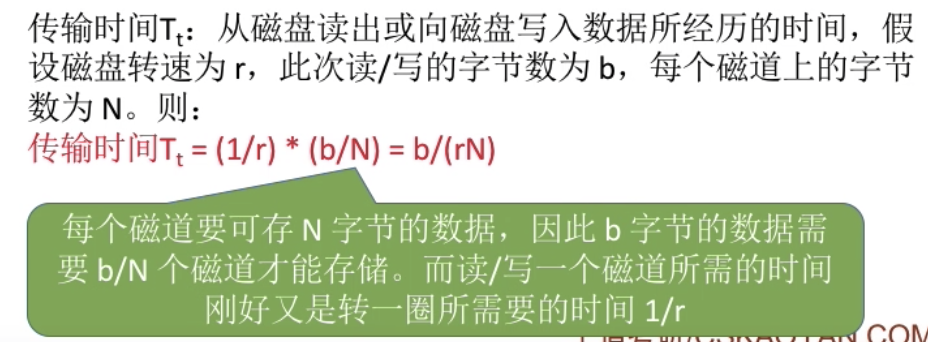 传输时间Tt：从磁盘读出或向磁盘写入数据所经历的时间，假
设磁盘转速为 r，此次读/写的字节数为 b，每个磁道上的字节
数为 N。则：
传输时间Tt = (1/r) * (b/N) = b/(rN)
每个磁道要可存 N 字节的数据，因此 b 字节的数据需
要 b/N 个磁道才能存储。而读/写一个磁道所需的时间
刚好又是转一圈所需要的时间 1/r